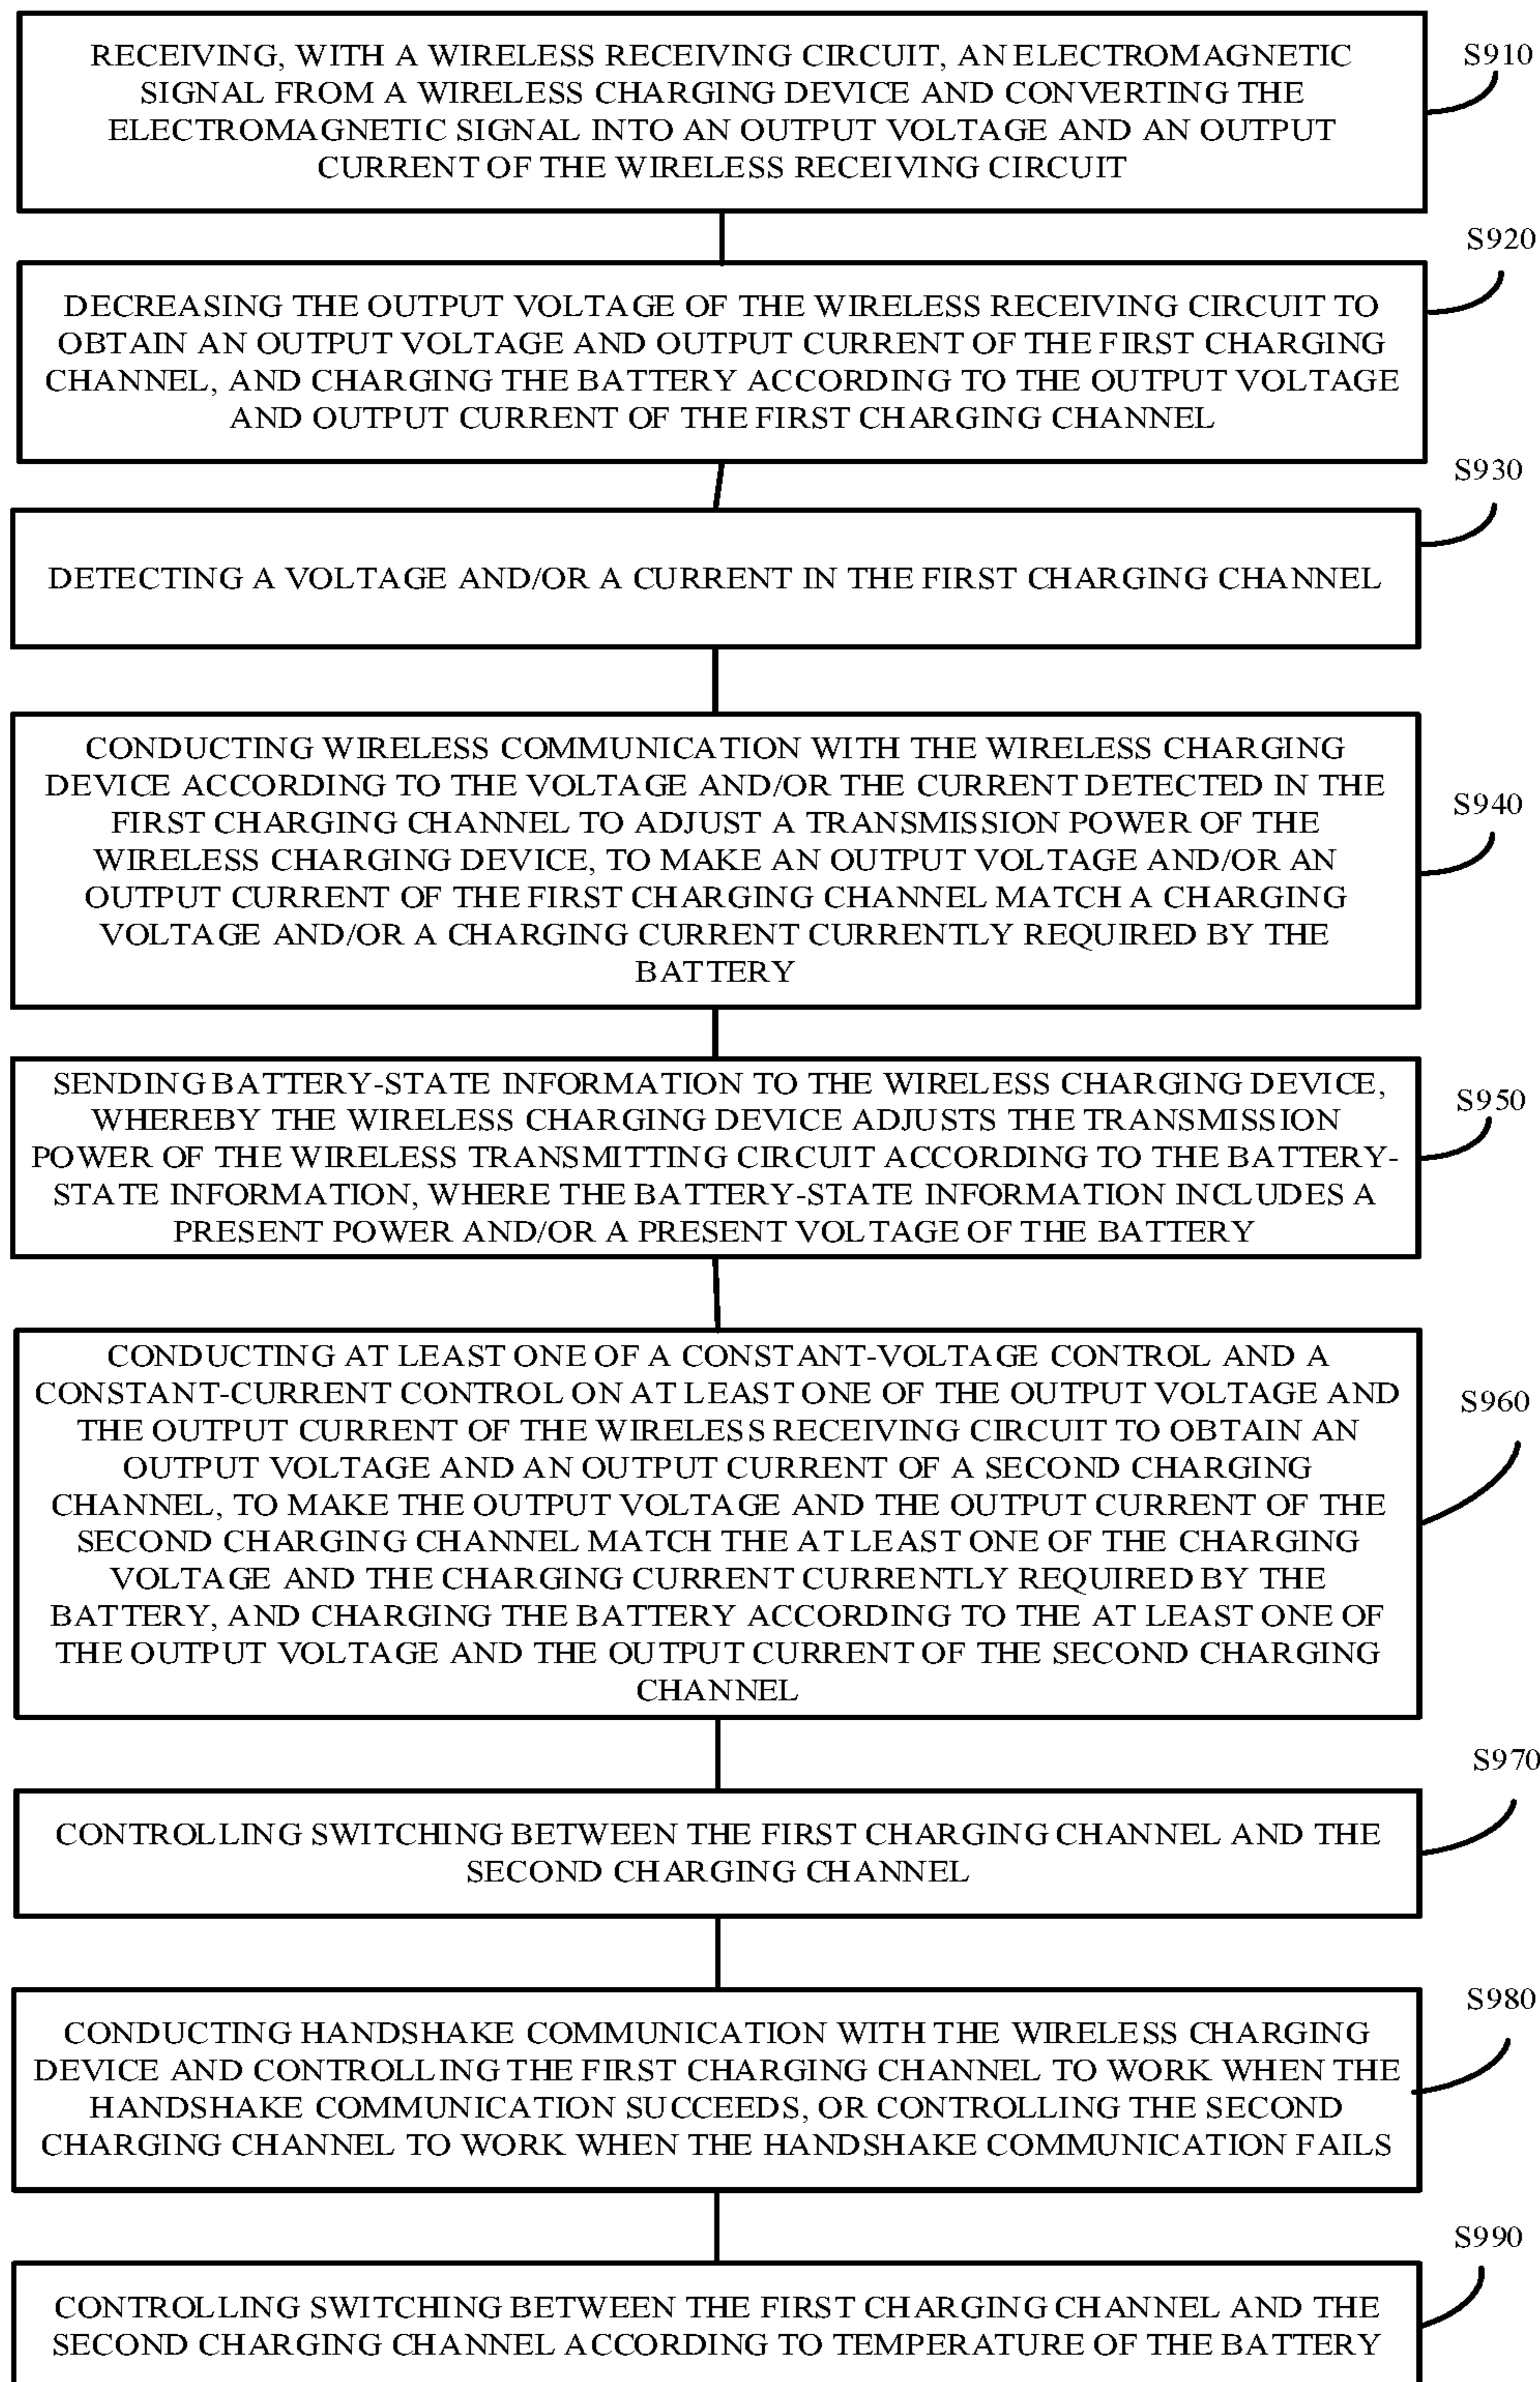 RECEIVING, WITH A WIRELESS RECEIVING CIRCUIT, AN ELECTROMAGNETIC
SIGNAL FROM A WIRELESS CHARGING DEVICE AND CONVERTING THE
ELECTROMAGNETIC SIGNAL INTO AN OUTPUT VOLTAGE AND AN OUTPUT
CURRENT OF THE WIRELESS RECEIVING CIRCUIT
S910
DECREASING THE OUTPUT VOLTAGE OF THE WIRELESS RECEIVING CIRCUIT TO
OBTAIN AN OUTPUT VOLTAGE AND OUTPUT CURRENT OF THE FIRST CHARGING
CHANNEL, AND CHARGING THE BATTERY ACCORDING TO THE OUTPUT VOLTAGE
AND OUTPUT CURRENT OF THE FIRST CHARGING CHANNEL
S920
DETECTING A VOLTAGE AND/OR A CURRENT IN THE FIRST CHARGING CHANNEL
S930
CONDUCTING WIRELESS COMMUNICATION WITH THE WIRELESS CHARGING
DEVICE ACCORDING TO THE VOLTAGE AND/OR THE CURRENT DETECTED IN THE
FIRST CHARGING CHANNEL TO ADJUST A TRANSMISSION POWER OF THE
WIRELESS CHARGING DEVICE, TO MAKE AN OUTPUT VOLTAGE AND/OR AN
OUTPUT CURRENT OF THE FIRST CHARGING CHANNEL MATCH A CHARGING
VOLTAGE AND/OR A CHARGING CURRENT CURRENTLY REQUIRED BY THE
BATTERY
S940
SENDING BATTERY-STATE INFORMATION TO THE WIRELESS CHARGING DEVICE,
WHEREBY THE WIRELESS CHARGING DEVICE ADJUSTS THE TRANSMISSION
POWER OF THE WIRELESS TRANSMITTING CIRCUIT ACCORDING TO THE BATTERY-
STATE INFORMATION, WHERE THE BATTERY-STATE INFORMATION INCLUDES A
PRESENT POWER AND/OR A PRESENT VOLTAGE OF THE BATTERY
S950
CONDUCTING AT LEAST ONE OF A CONSTANT-VOLTAGE CONTROL AND A
CONSTANT-CURRENT CONTROL ON AT LEAST ONE OF THE OUTPUT VOLTAGE AND
THE OUTPUT CURRENT OF THE WIRELESS RECEIVING CIRCUIT TO OBTAIN AN
OUTPUT VOLTAGE AND AN OUTPUT CURRENT OF A SECOND CHARGING
CHANNEL, TO MAKE THE OUTPUT VOLTAGE AND THE OUTPUT CURRENT OF THE
SECOND CHARGING CHANNEL MATCH THE AT LEAST ONE OF THE CHARGING
VOLTAGE AND THE CHARGING CURRENT CURRENTLY REQUIRED BY THE
BATTERY, AND CHARGING THE BATTERY ACCORDING TO THE AT LEAST ONE OF
THE OUTPUT VOLTAGE AND THE OUTPUT CURRENT OF THE SECOND CHARGING
CHANNEL
S960
CONTROLLING SWITCHING BETWEEN THE FIRST CHARGING CHANNEL AND THE
SECOND CHARGING CHANNEL
S970
CONDUCTING HANDSHAKE COMMUNICATION WITH THE WIRELESS CHARGING
DEVICE AND CONTROLLING THE FIRST CHARGING CHANNEL TO WORK WHEN THE
HANDSHAKE COMMUNICATION SUCCEEDS, OR CONTROLLING THE SECOND
CHARGING CHANNEL TO WORK WHEN THE HANDSHAKE COMMUNICATION FAILS
S980
CONTROLLING SWITCHING BETWEEN THE FIRST CHARGING CHANNEL AND THE
SECOND CHARGING CHANNEL ACCORDING TO TEMPERATURE OF THE BATTERY
S990